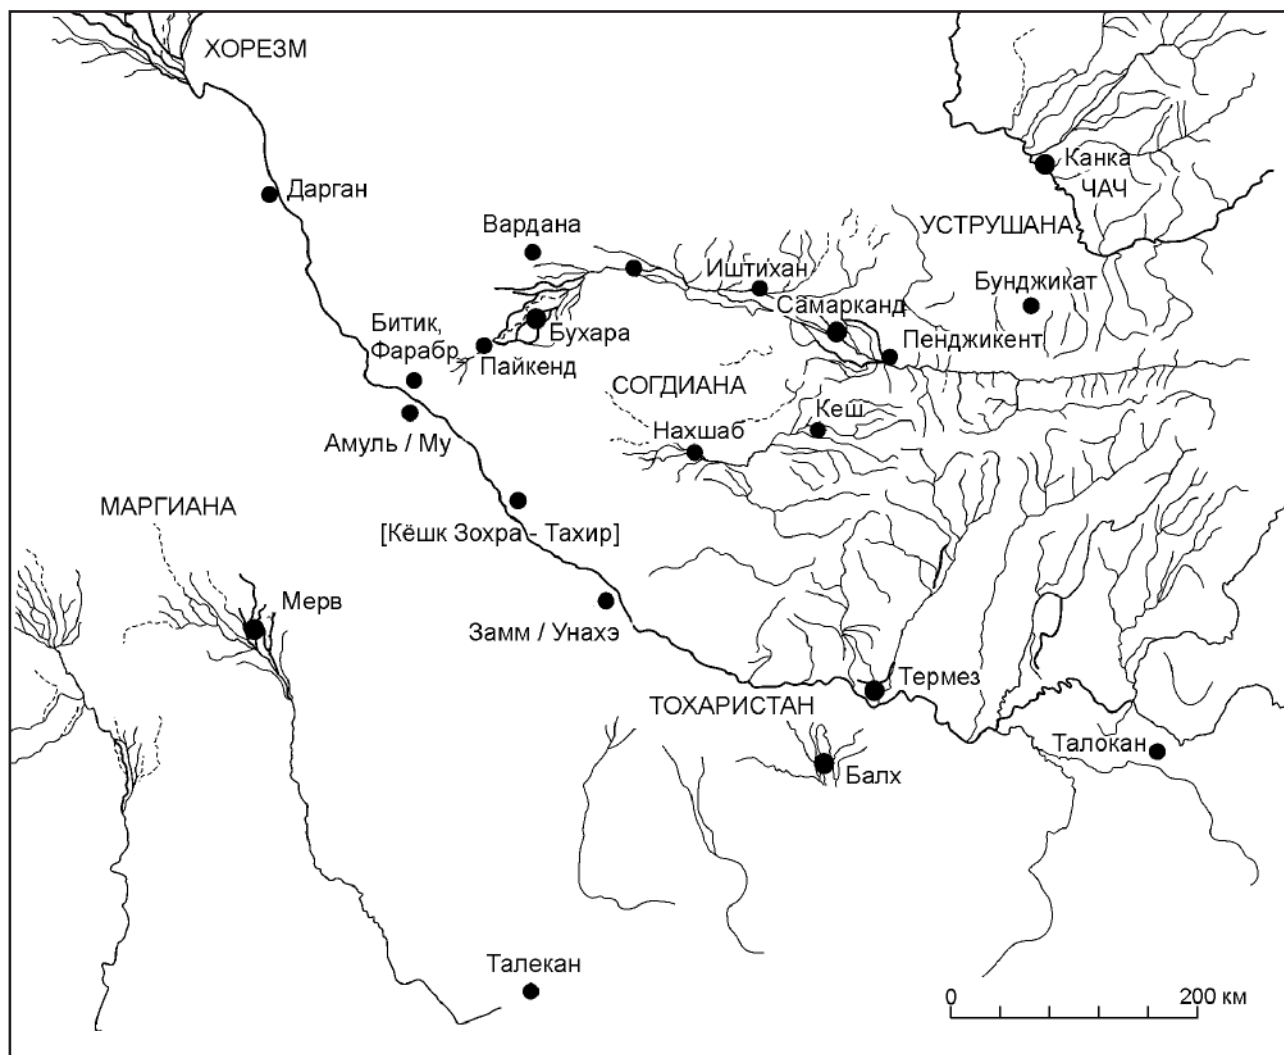 ХОРЕЗМ
Канка
ЧАЧ
Дарган
Вардана
УСТРУШАНА
Иштихан
Бунджикат
Самарканд
Битик,
Фарабр
Бухара
Пенджикент
Пайкенд
СОГДИАНА
Кеш
Нахшаб
Амуль / Му
МАРГИАНА
[Кёшк Зохра - Тахир]
Мерв
Замм / Унахэ
Термез
ТОХАРИСТАН
Талокан
Балх
Талекан
0 200 км